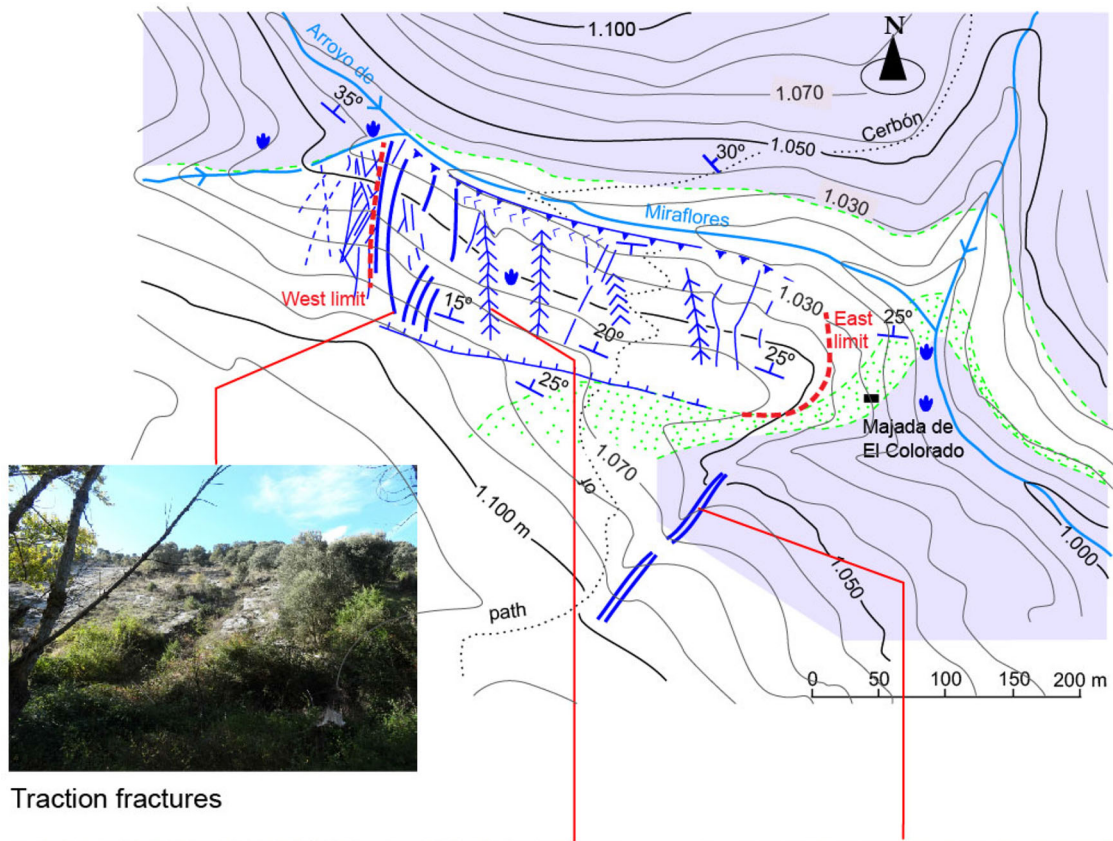 1.100
N
Arroyo de
1.070
35º
Cerbón
1.050
30º
1.030
Miraflores
West limit
15º
1.030
East
limit
25º
20º
25º
25º
Majada de
El Colorado
1.070
1.100 m
1.000
1.050
path
0 50 100 150 200 m
Traction fractures